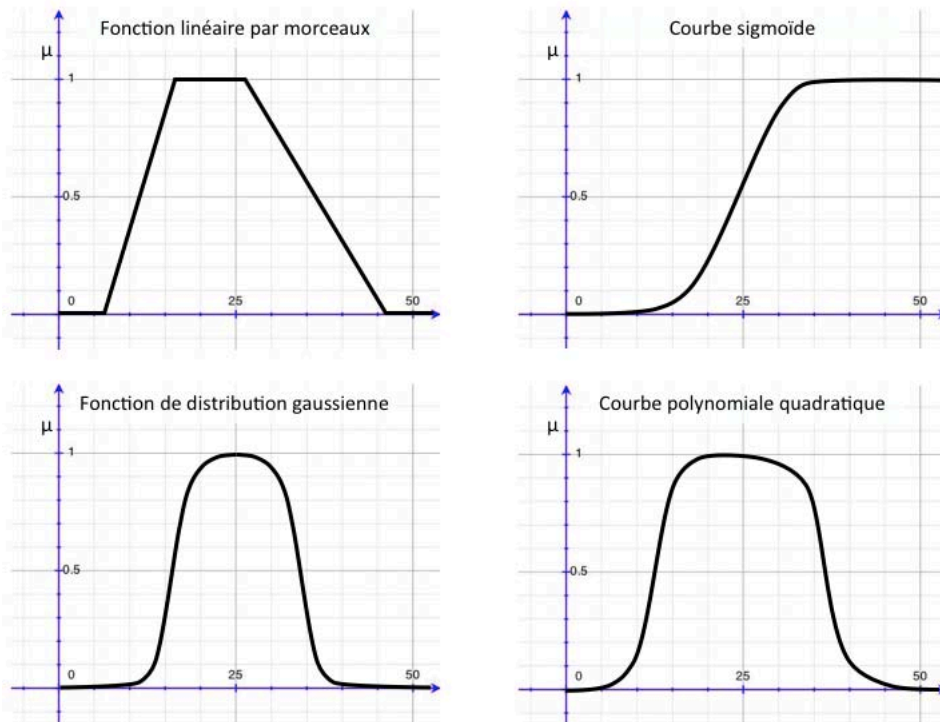 Fonction linéaire par morceaux
μ
1
0.5
0
25
50
Courbe sigmoïde
μ
1
0.5
0
25
50
Fonction de distribution gaussienne
μ
1
0.5
0
25
50
Courbe polynomiale quadratique
μ
1
0.5
0
25
50